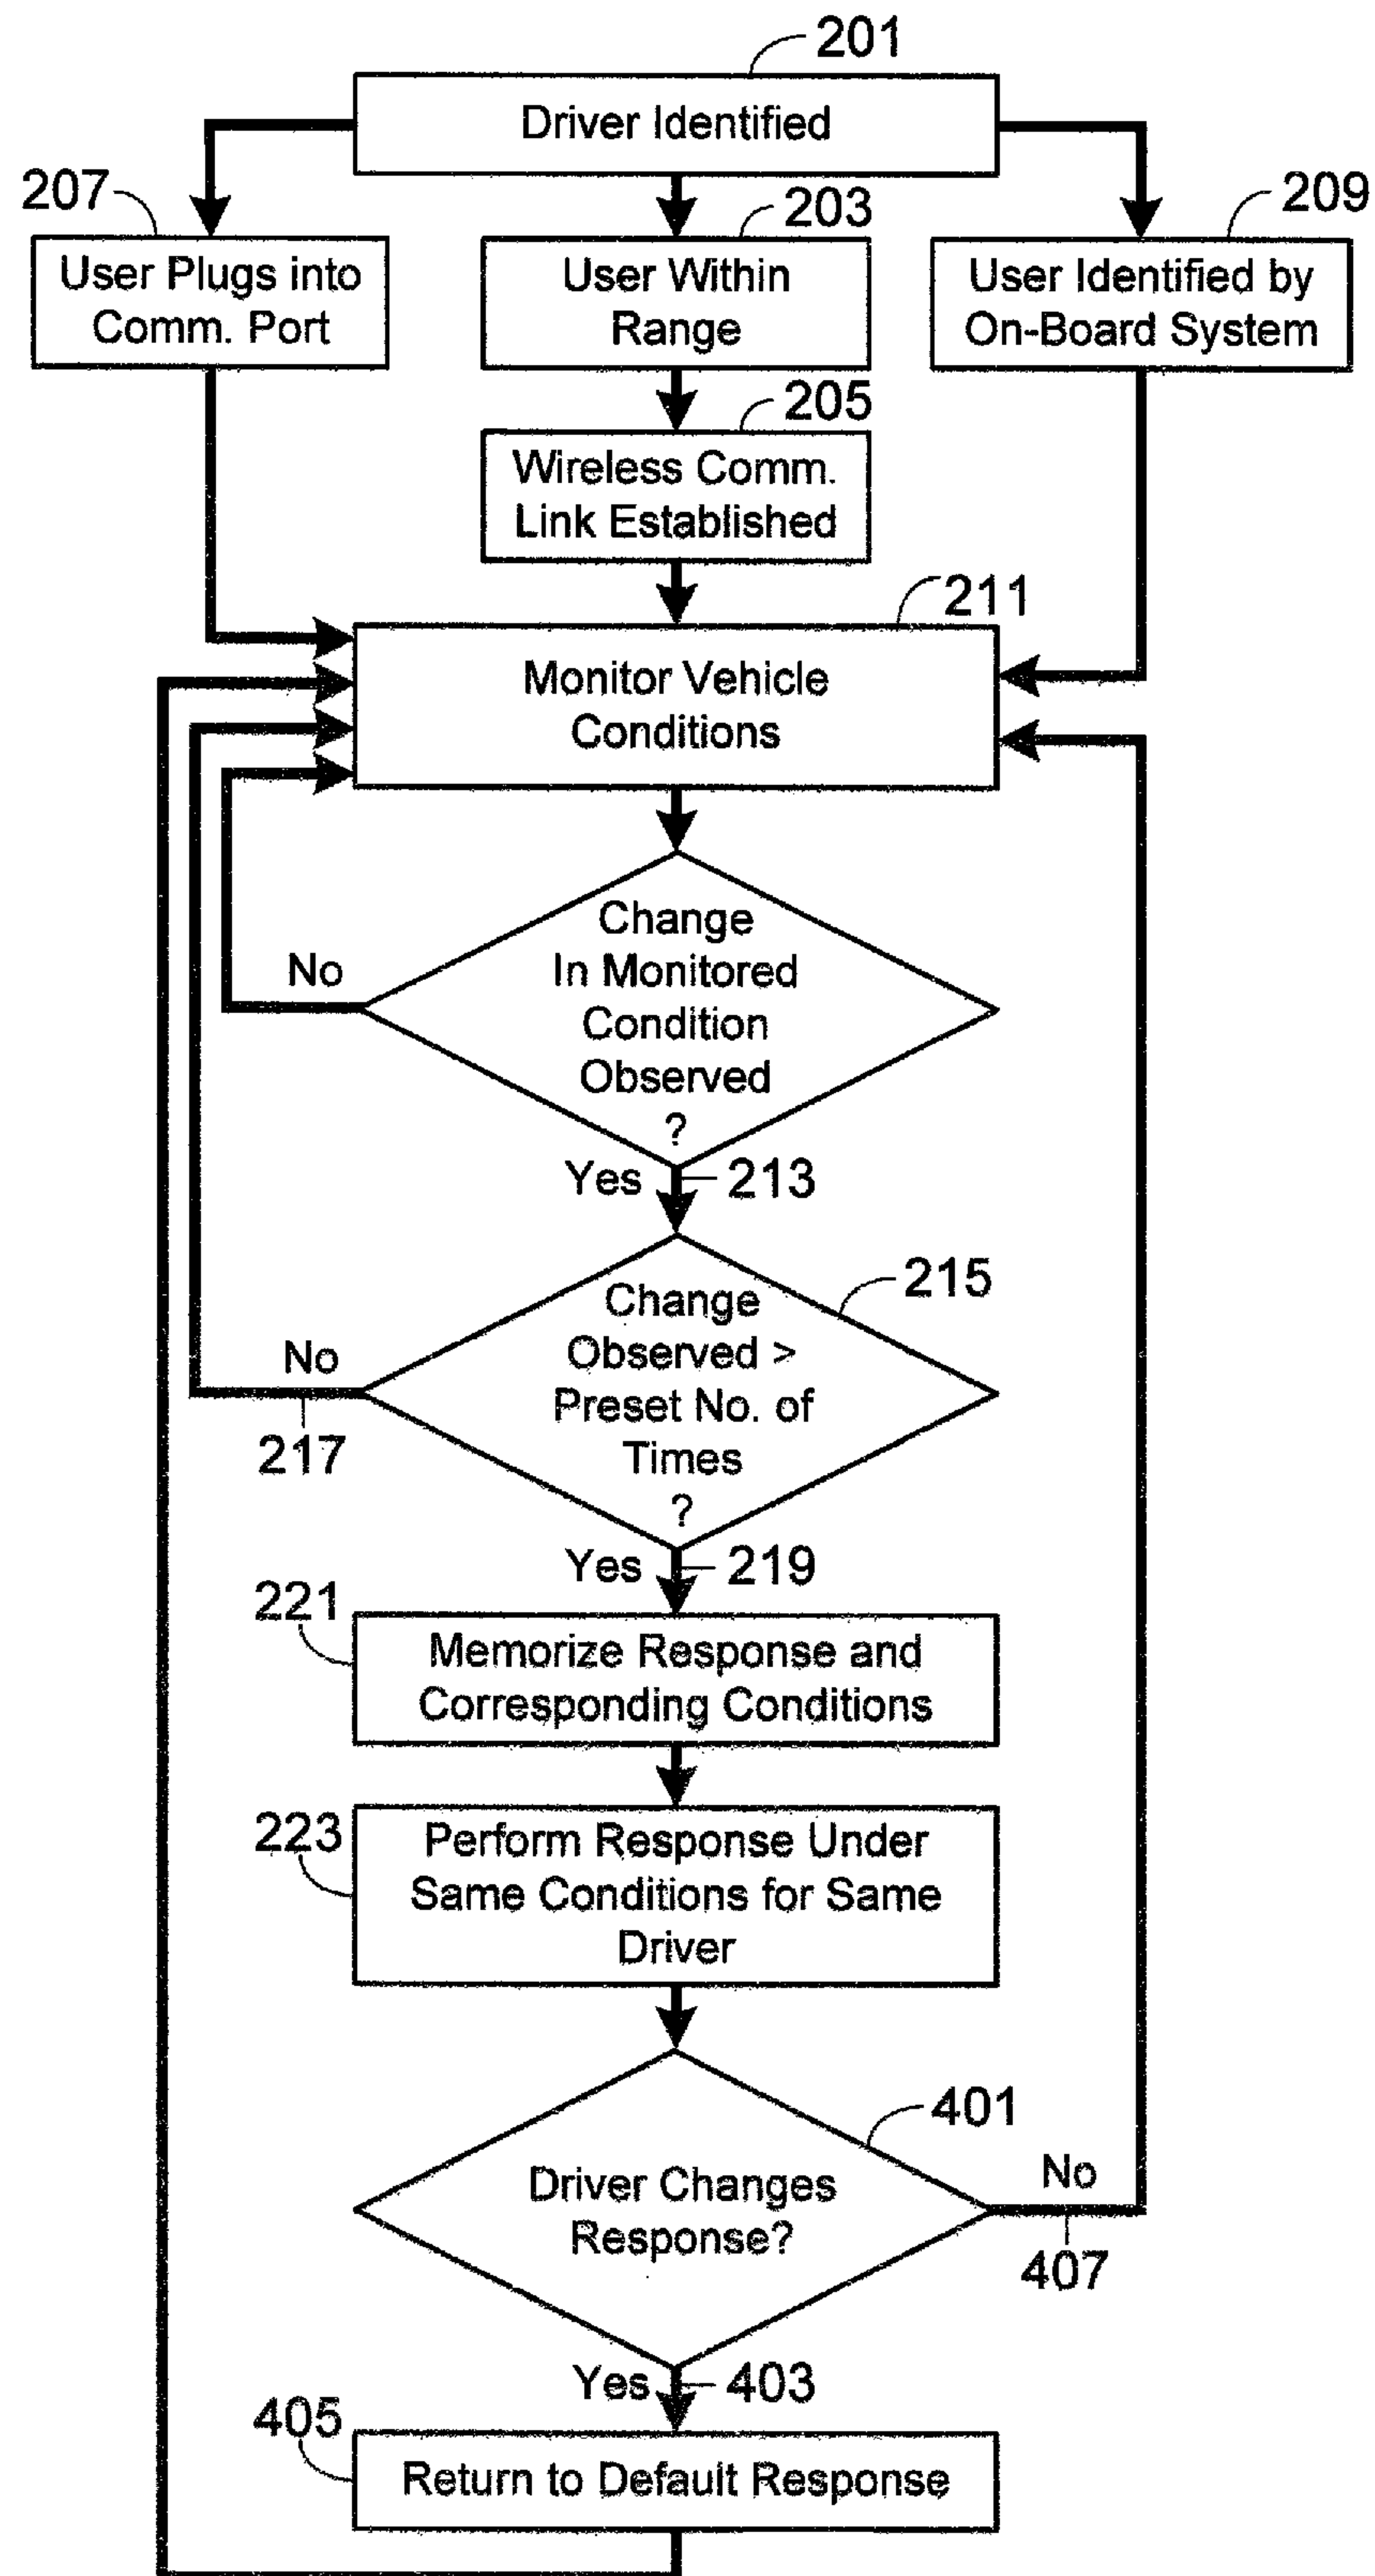 201
Driver Identified
207
203
209
User Plugs into
Comm. Port
User Within
Range
User Identified by
On-Board System
205
Wireless Comm.
Link Established
211
Monitor Vehicle
Conditions
Change
In Monitored
Condition
Observed
?
No
Yes
213
215
Change
Observed >
Preset No. of
Times
?
No
217
Yes
219
221
Memorize Response and
Corresponding Conditions
223
Perform Response Under
Same Conditions for Same
Driver
401
Driver Changes
Response?
No
407
Yes
403
405
Return to Default Response